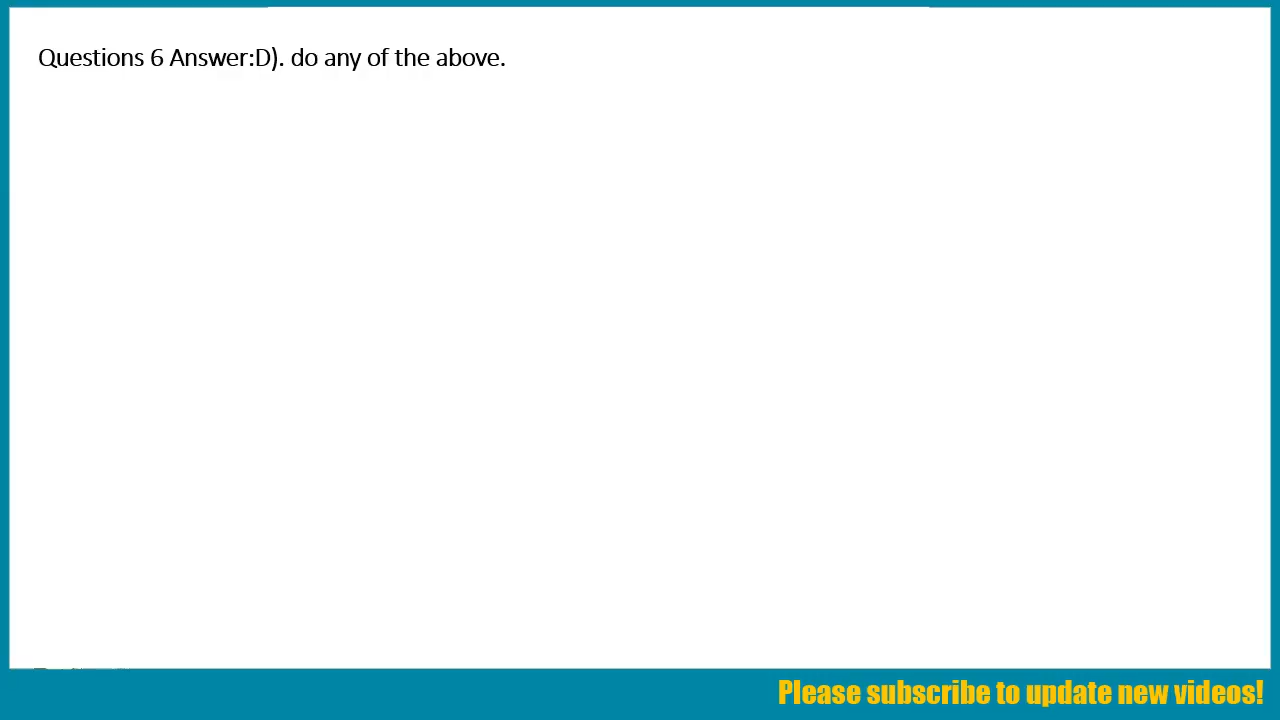 Questions 6 Answer:D). do any of the above.
Please subscribe to update new videos!